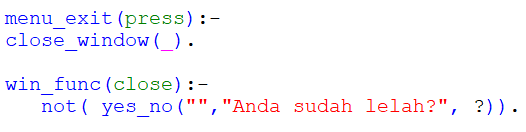 menu_exit(press):-
close_window(_).
win_func(close):-
not( yes_no("","Anda sudah lelah?", ?)).